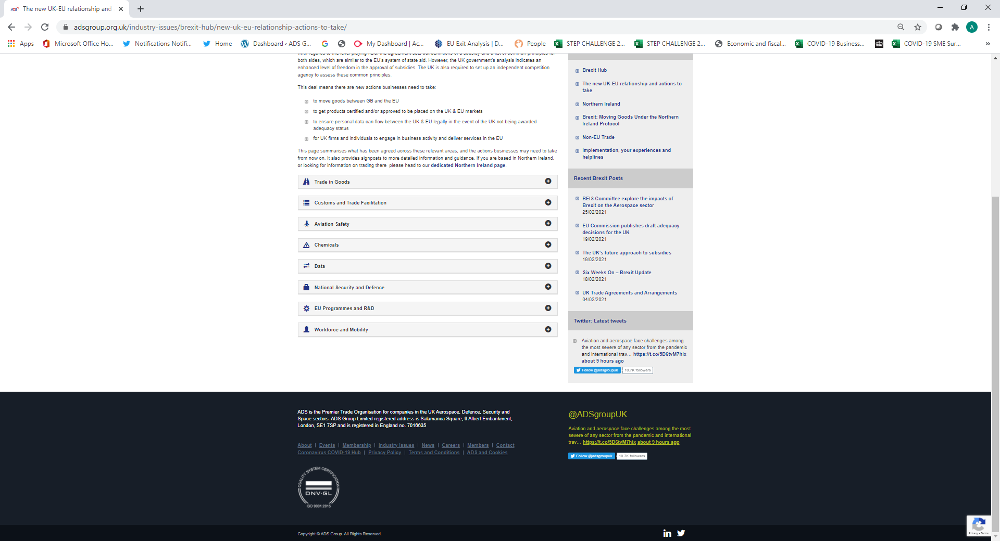 The new UK-EU relationship and
adsgroup.org.uk/industry-issues/brexit-hub/new-uk-eu-relationship-actions-to-take/
A
Apps
Microsoft Office Ho...
Notifications Notifi...
Home
Dashboard ‹ ADS G...
My Dashboard | Ac...
EU Exit Analysis | D...
People
STEP CHALLENGE 2...
STEP CHALLENGE 2...
Economic and fiscal...
COVID-19 Business...
COVID-19 SME Sur...
»
With regards to the level playing field, the agreement sets out definitions of a subsidy and a list of common principles for
both sides, which are similar to the EU's system of state aid. However, the UK government's analysis indicates an
enhanced level of freedom in the approval of subsidies. The UK is also required to set up an independent competition
agency to assess these common principles.
This deal means there are new actions businesses need to take:
to move goods between GB and the EU
to get products certified and/or approved to be placed on the UK & EU markets
to ensure personal data can flow between the UK & EU legally in the event of the UK not being awarded
adequacy status
for UK firms and individuals to engage in business activity and deliver services in the EU
This page summarises what has been agreed across these relevant areas, and the actions businesses may need to take
from now on. It also provides signposts to more detailed information and guidance. If you are based in Northern Ireland,
or looking for information on trading there please head to our dedicated Northern Ireland page.
Trade in Goods
Customs and Trade Facilitation
Aviation Safety
Chemicals
Data
National Security and Defence
EU Programmes and R&D
Workforce and Mobility
Brexit Hub
The new UK-EU relationship and actions to
take
Northern Ireland
Brexit: Moving Goods Under the Northern
Ireland Protocol
Non-EU Trade
Implementation, your experiences and
helplines
Recent Brexit Posts
BEIS Committee explore the impacts of
Brexit on the Aerospace sector
25/02/2021
EU Commission publishes draft adequacy
decisions for the UK
19/02/2021
The UK's future approach to subsidies
19/02/2021
Six Weeks On – Brexit Update
18/02/2021
UK Trade Agreements and Arrangements
04/02/2021
Twitter: Latest tweets
Aviation and aerospace face challenges among
the most severe of any sector from the pandemic
and international trav… https://t.co/5D6tvM7hix
about 9 hours ago
Follow @adsgroupuk
10.7K followers
ADS is the Premier Trade Organisation for companies in the UK Aerospace, Defence, Security and
Space sectors. ADS Group Limited registered address is Salamanca Square, 9 Albert Embankment,
London, SE1 7SP and is registered in England no. 7016635
About | Events | Membership | Industry Issues | News | Careers | Members | Contact
Coronavirus COVID-19 Hub | Privacy Policy | Terms and Conditions | ADS and Cookies
QUALITY SYSTEM CERTIFICATION
DNV·GL
ISO 9001:2015
@ADSgroupUK
Aviation and aerospace face challenges among the most
severe of any sector from the pandemic and international
trav… https://t.co/5D6tvM7hix about 9 hours ago
Follow @adsgroupuk
10.7K followers
Copyright © ADS Group. All Rights Reserved.
Privacy - Terms